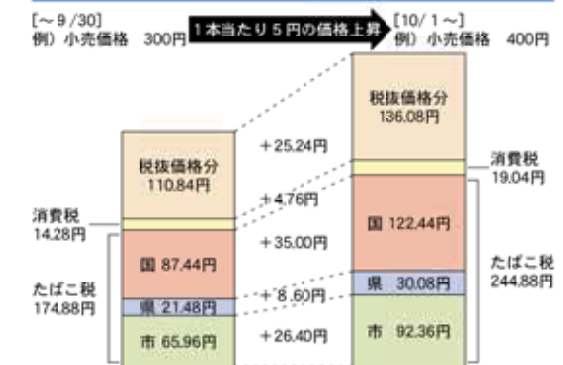 [～9/30]
例）小売価格　300円
1本当たり5円の価格上昇
[10/1～]
例）小売価格　400円
税抜価格分
136.08円
＋25.24円
税抜価格分
110.84円
消費税
19.04円
＋4.76円
消費税
14.28円
国 122.44円
＋35.00円
国 87.44円
たばこ税
244.88円
たばこ税
174.88円
県 30.08円
＋8.60円
県 21.48円
市 92.36円
＋26.40円
市 65.96円